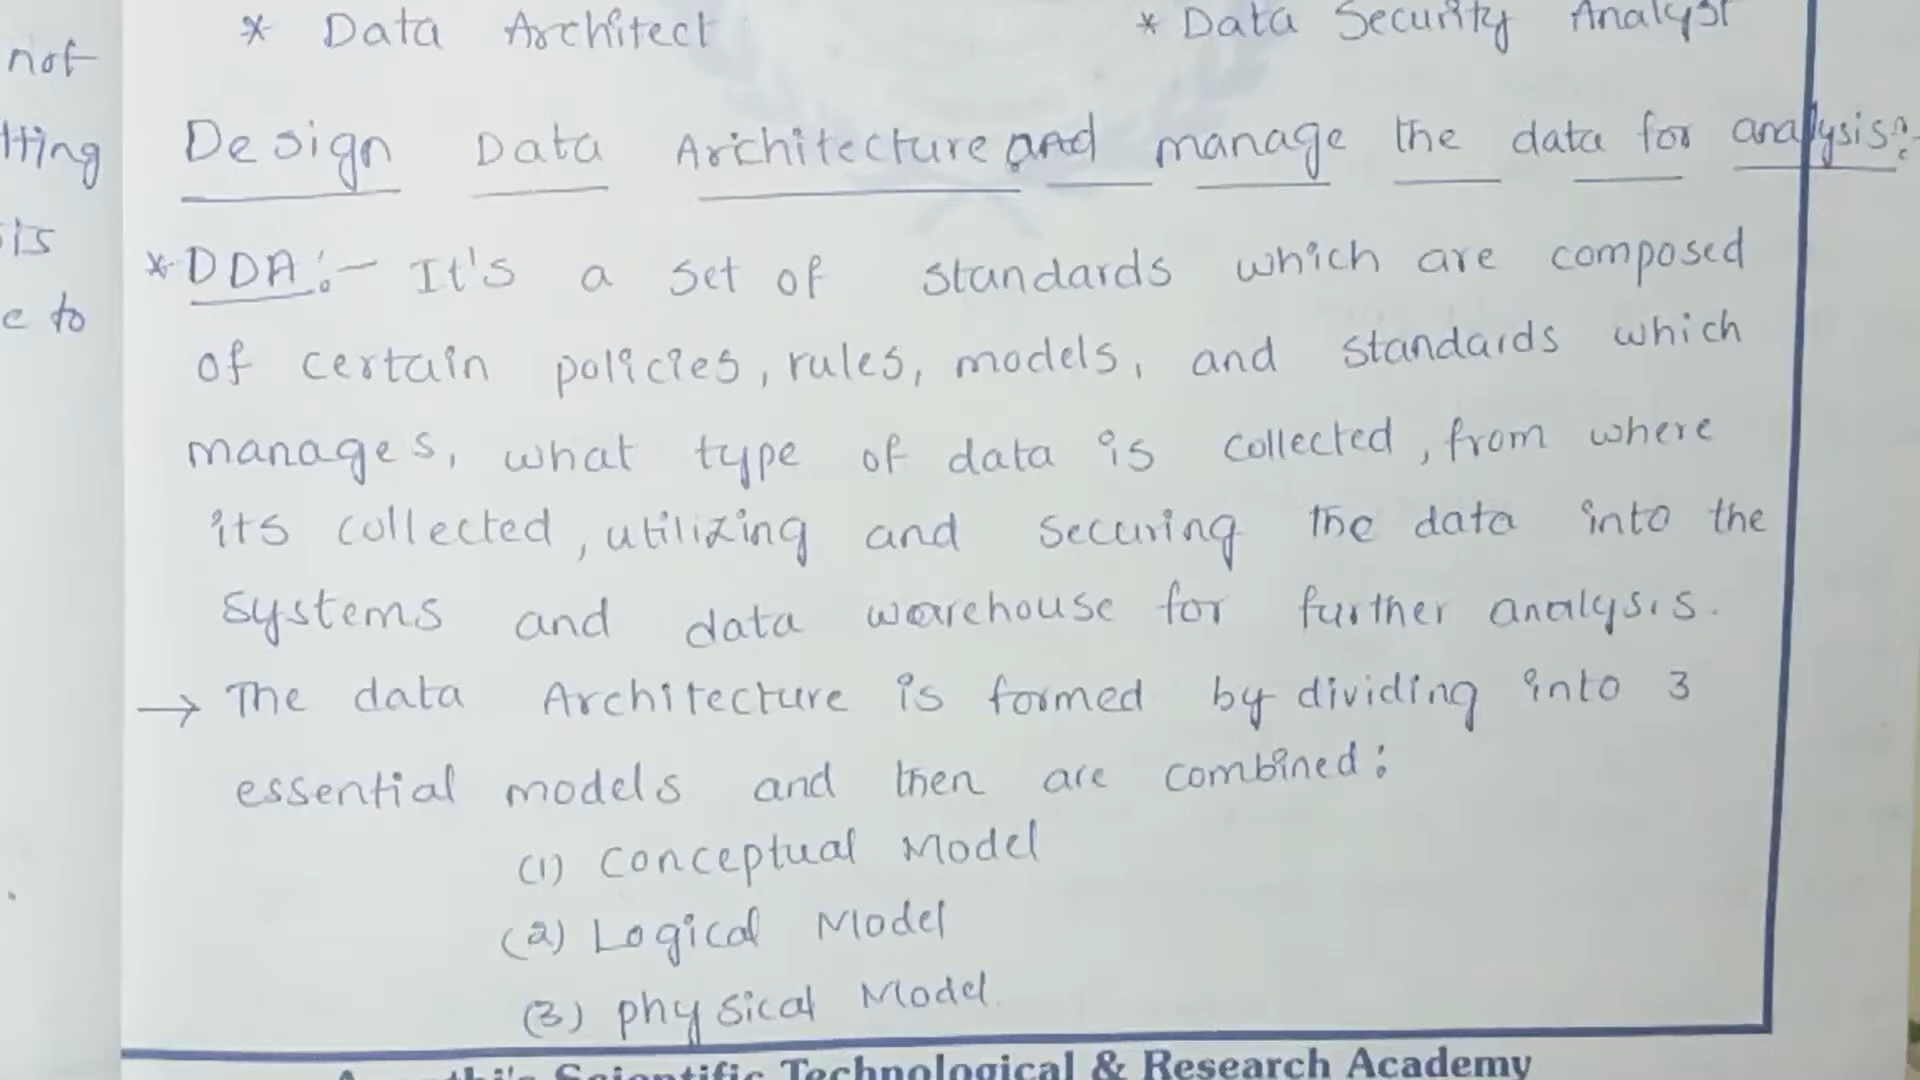 not
* Data Architect
* Data Security Analyst
Design Data Architecture and manage the data for analysis:
* DDA:- It's a set of standards which are composed
is
e to
of certain policies, rules, models, and standards which
manages, what type of data is collected, from where
its collected, utilizing and securing the data into the
systems and data warehouse for further analysis.
→ The data Architecture is formed by dividing into 3
essential models and then are combined:
(1) Conceptual Model
(2) Logical Model
(3) physical Model
Scientific Technological & Research Academy